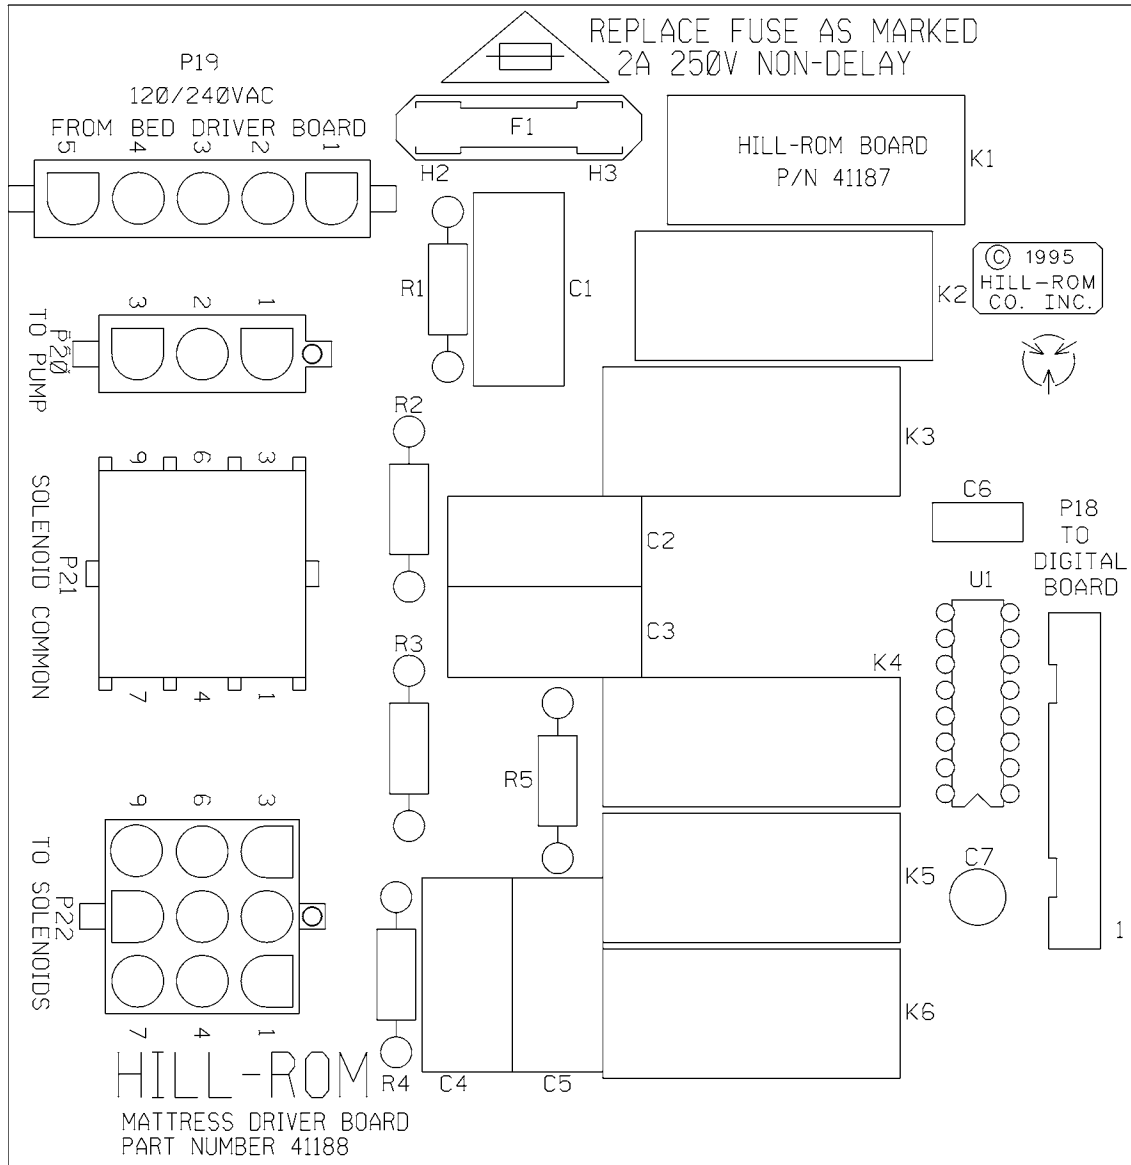 REPLACE FUSE AS MARKED
2A 250V NON-DELAY
P19
120/240VAC
FROM BED DRIVER BOARD
5 4 3 2 1
F1
H2 H3
HILL-ROM BOARD
P/N 41187
K1
R1
C1
K2
© 1995
HILL-ROM
CO. INC.
3 2 1
P20
TO PUMP
R2
K3
9 6 3
SOLENOID COMMON
P21
7 4 1
C2
C3
C6
P18
TO
DIGITAL
BOARD
U1
R3
K4
R5
9 6 3
TO SOLENOIDS
P22
7 4 1
K5
C7
1
K6
R4
C4
C5
HILL-ROM
MATTRESS DRIVER BOARD
PART NUMBER 41188